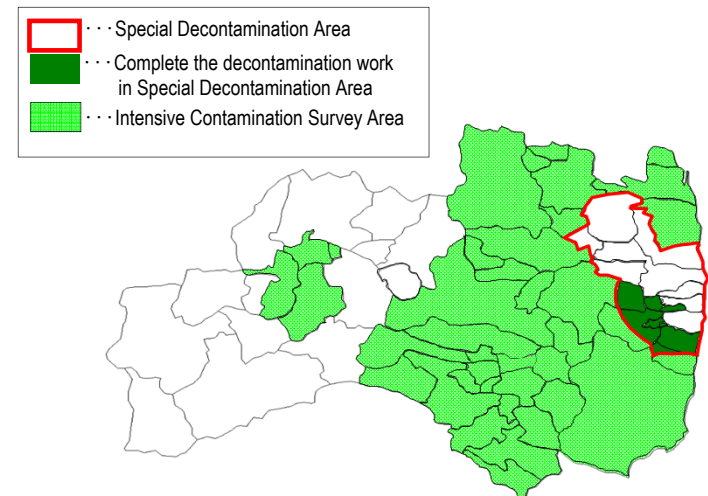 · · · Special Decontamination Area
· · · Complete the decontamination work
in Special Decontamination Area
· · · Intensive Contamination Survey Area